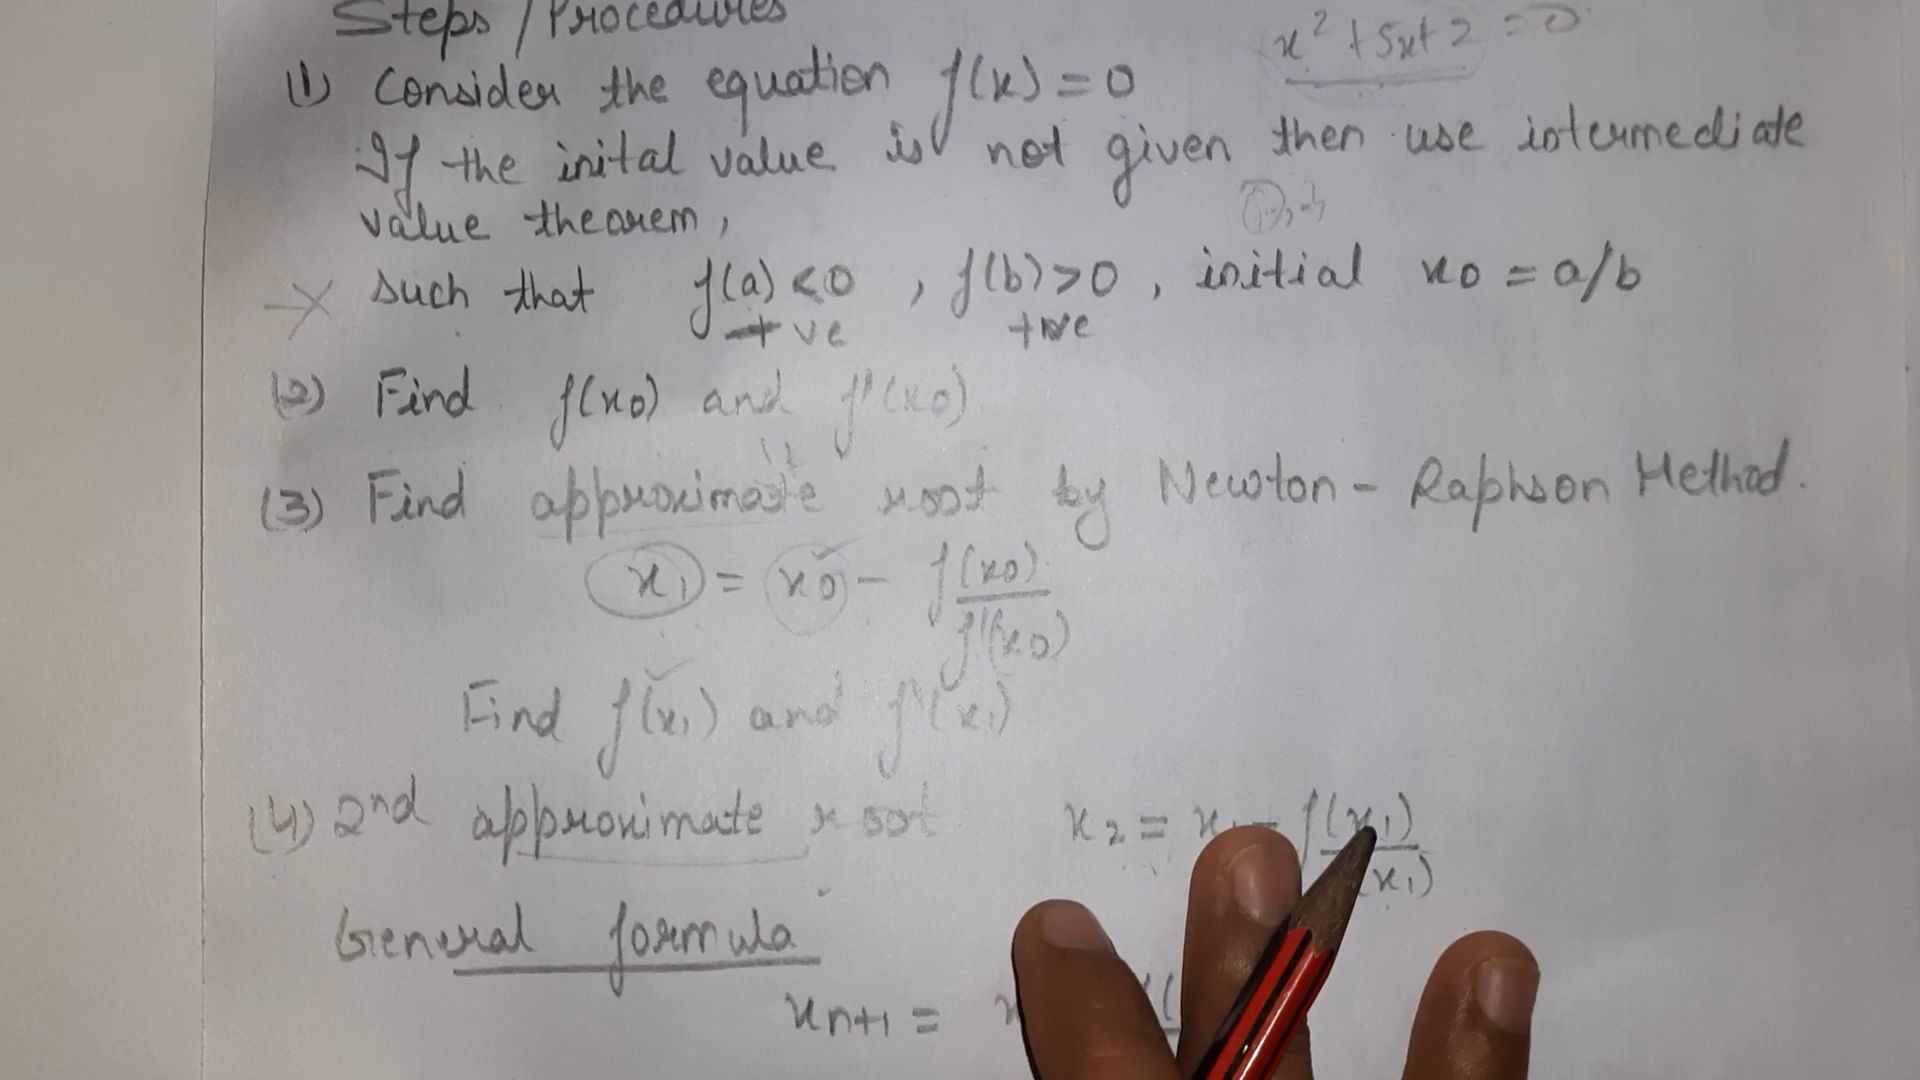 Steps / Procedures
x² + 5x + 2 = 0
(1) Consider the equation f(x) = 0
If the inital value is not given then use intermediate
value theorem,
such that f(a) < 0 , f(b) > 0 , initial x0 = a/b
ve +ve
(2) Find f(x0) and f'(x0)
(3) Find approximate root by Newton - Raphson Method.
x1 = x0 - f(x0)/f'(x0)
Find f(x1) and f'(x1)
(4) 2nd approximate root x2 = x1 - f(x1)/(x1)
General formula
xn+1 =